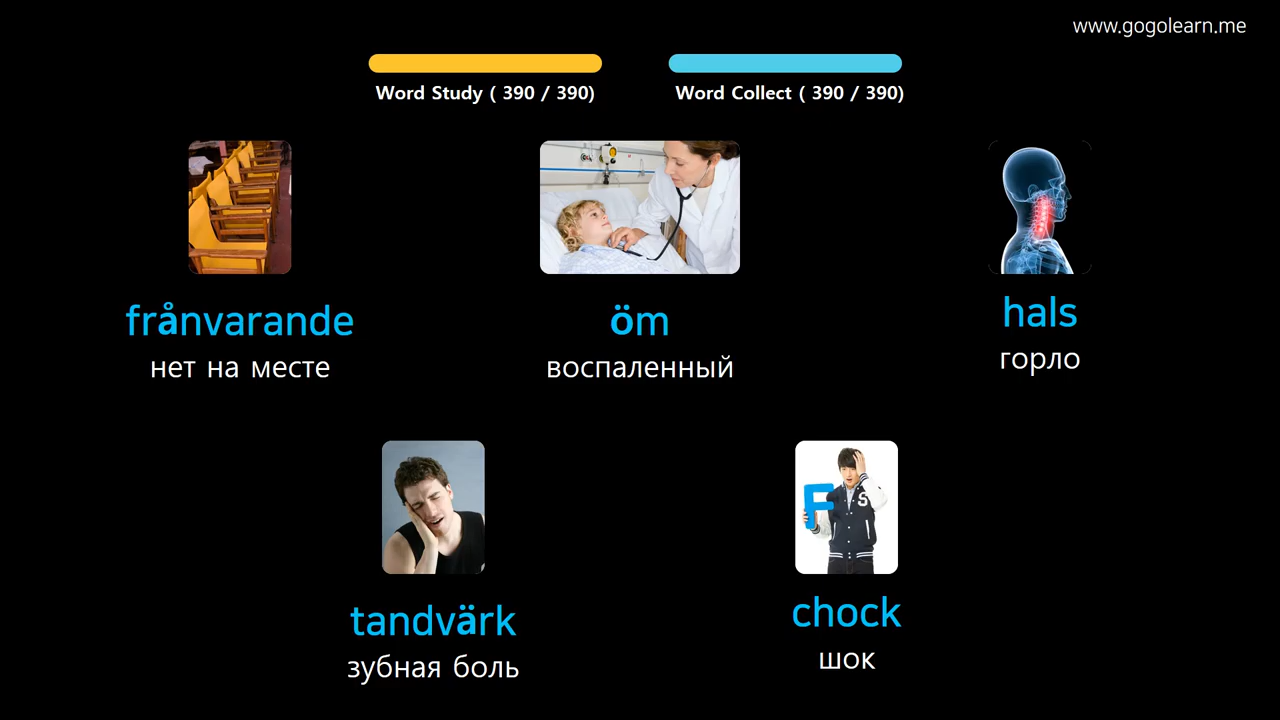 www.gogolearn.me
Word Study ( 390 / 390)
Word Collect ( 390 / 390)
frånvarande
нет на месте
öm
воспаленный
hals
горло
tandvärk
зубная боль
F
S
chock
шок